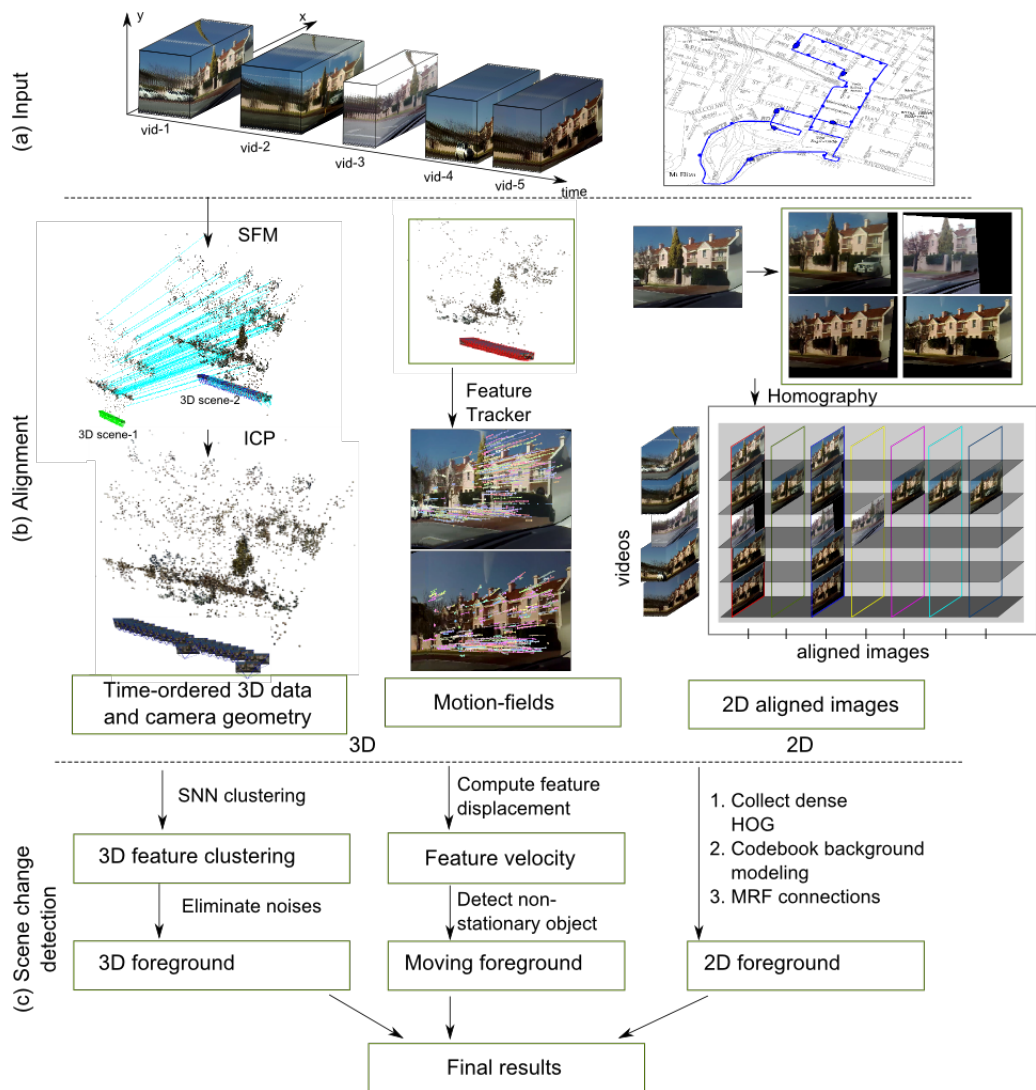 (a) Input
y
x
vid-1
vid-2
vid-3
vid-4
vid-5
time
Mt Eliza
(b) Alignment
SFM
3D scene-2
3D scene-1
ICP
Time-ordered 3D data
and camera geometry
Feature
Tracker
Motion-fields
3D
Homography
videos
aligned images
2D aligned images
2D
(c) Scene change
detection
SNN clustering
3D feature clustering
Eliminate noises
3D foreground
Compute feature
displacement
Feature velocity
Detect non-
stationary object
Moving foreground
1. Collect dense
HOG
2. Codebook background
modeling
3. MRF connections
2D foreground
Final results